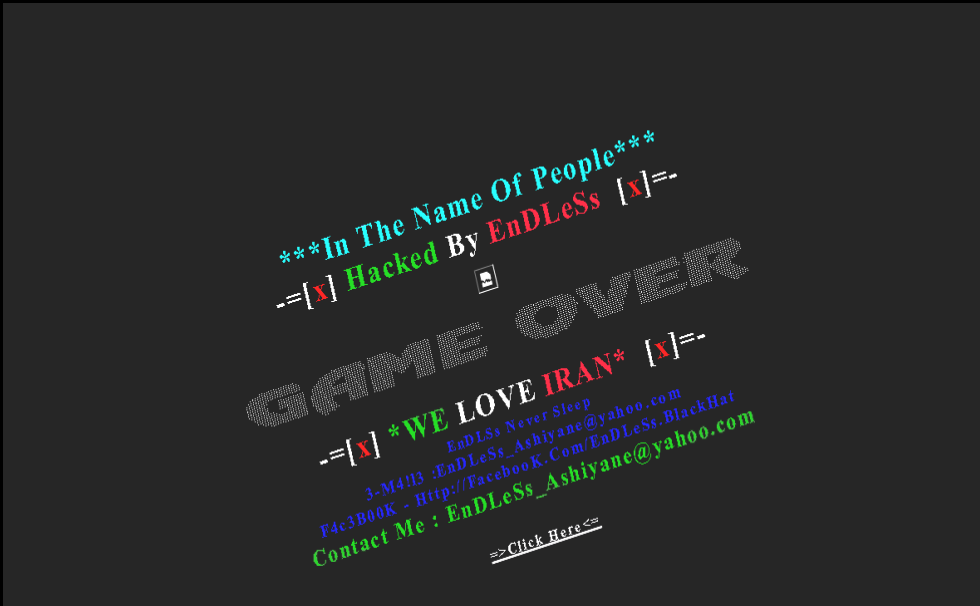 ***In The Name Of People***
-=[x] Hacked By EnDLeSs [x]=-
GAME OVER
-=[x] *WE LOVE IRAN* [x]=-
EnDLSs Never Sleep
3-M4!l3 :EnDLeSs_Ashiyane@yahoo.com
F4c3B00K - Http://FacebooK.Com/EnDLeSs.BlackHat
Contact Me : EnDLeSs_Ashiyane@yahoo.com
=>Click Here<=